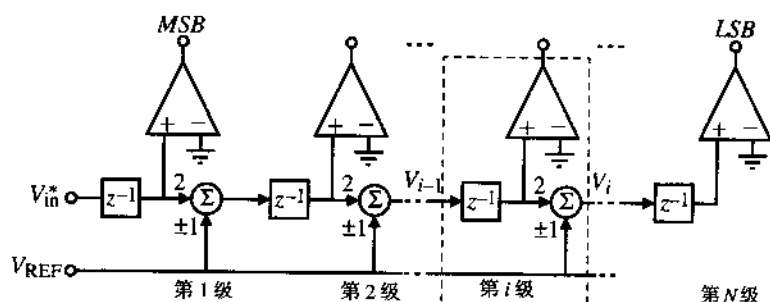 MSB
LSB
+ −
+ −
+ −
+ −
V*in
z⁻¹
2
Σ
±1
z⁻¹
2
Σ
±1
Vi−1
z⁻¹
2
Σ
±1
Vi
z⁻¹
VREF
第1级
第2级
第i级
第N级